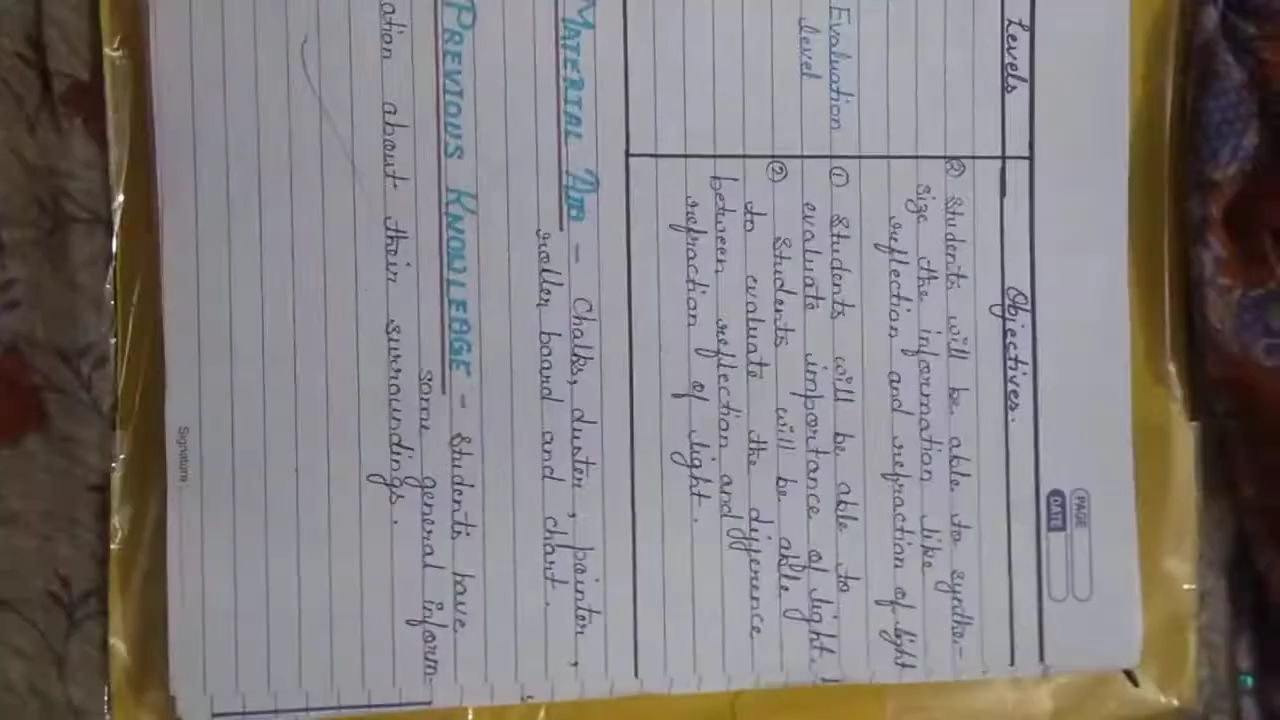 PAGE
DATE
Levels Objectives.
② Students will be able to synthe-
size the information like
reflection and refraction of light
Evaluation ① Students will be able to
level evaluate importance of light.
② Students will be able
to evaluate the difference
between reflection and
refraction of light.
MATERIAL AID - Chalks, duster, pointer,
roller board and chart.
PREVIOUS KNOWLEDGE - Students have
some general inform
ation about their surroundings.
Signature